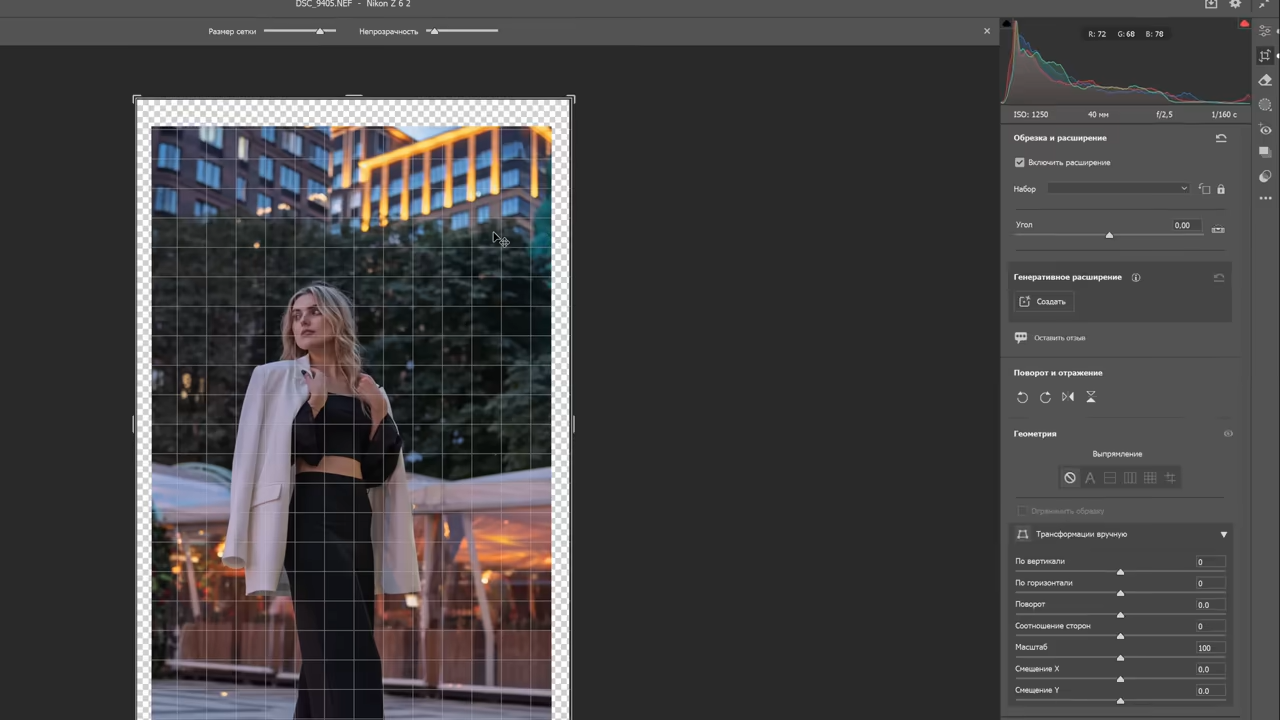 DSC_9405.NEF - Nikon Z 6 2
Размер сетки Непрозрачность
R: 72 G: 68 B: 78
ISO: 1250 40 мм f/2,5 1/160 с
Обрезка и расширение
Включить расширение
Набор
Угол 0,00
Генеративное расширение
Создать
Оставить отзыв
Поворот и отражение
Геометрия
Выпрямление
Ограничить обрезку
Трансформации вручную
По вертикали 0
По горизонтали 0
Поворот 0.0
Соотношение сторон 0
Масштаб 100
Смещение X 0,0
Смещение Y 0.0